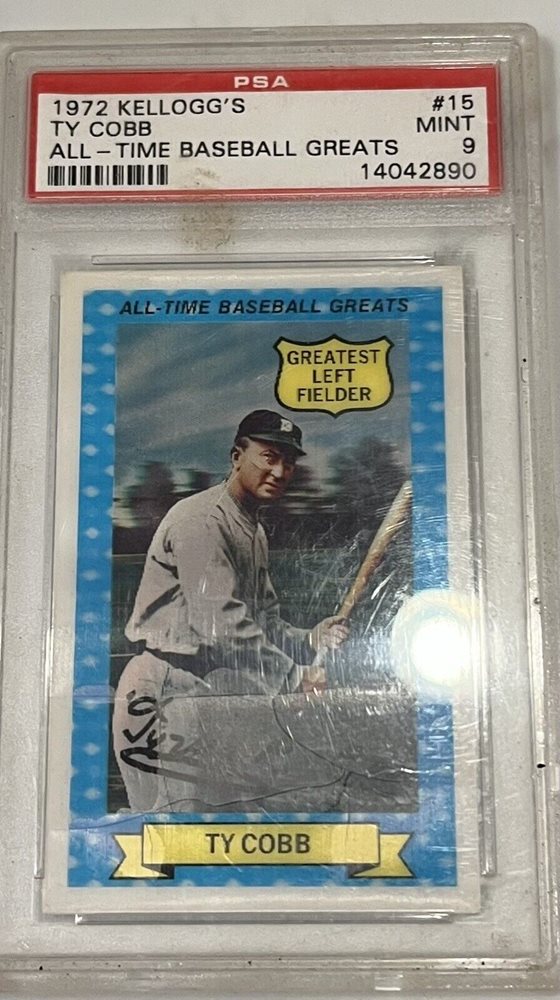 PSA
1972 KELLOGG'S #15
TY COBB MINT
ALL-TIME BASEBALL GREATS 9
14042890
ALL-TIME BASEBALL GREATS
GREATEST
LEFT
FIELDER
TY COBB